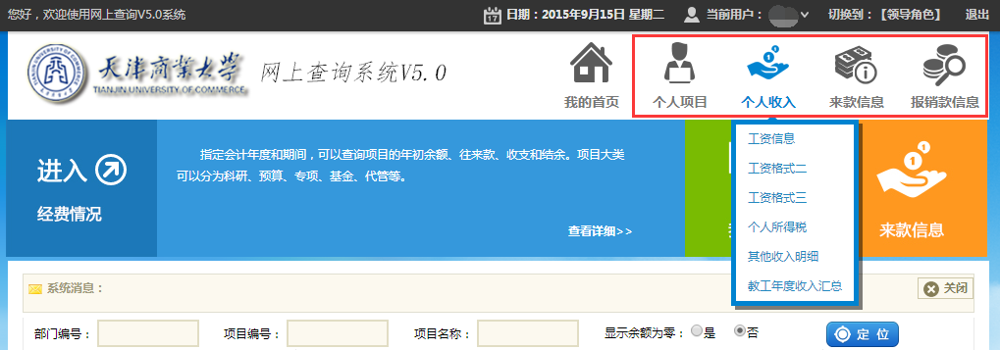 您好，欢迎使用网上查询V5.0系统
日期：2015年9月15日 星期二
当前用户：
切换到：【领导角色】
退出
天津商业大学
TIANJIN UNIVERSITY OF COMMERCE
网上查询系统V5.0
我的首页
个人项目
个人收入
来款信息
报销款信息
工资信息
工资格式二
工资格式三
个人所得税
其他收入明细
教工年度收入汇总
进入
经费情况
指定会计年度和期间，可以查询项目的年初余额、往来款、收支和结余。项目大类
可以分为科研、预算、专项、基金、代管等。
查看详细>>
来款信息
系统消息：
关闭
部门编号：
项目编号：
项目名称：
显示余额为零：
是
否
定 位